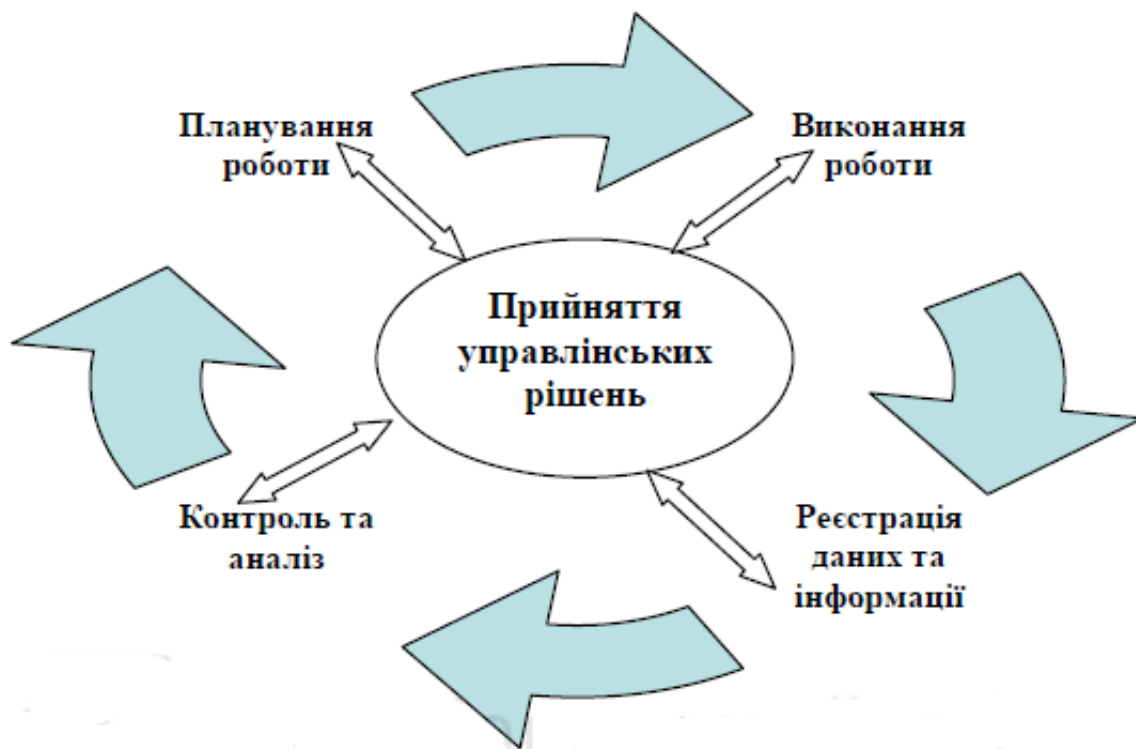 Планування
роботи
Виконання
роботи
Прийняття
управлінських
рішень
Контроль та
аналіз
Реєстрація
даних та
інформації